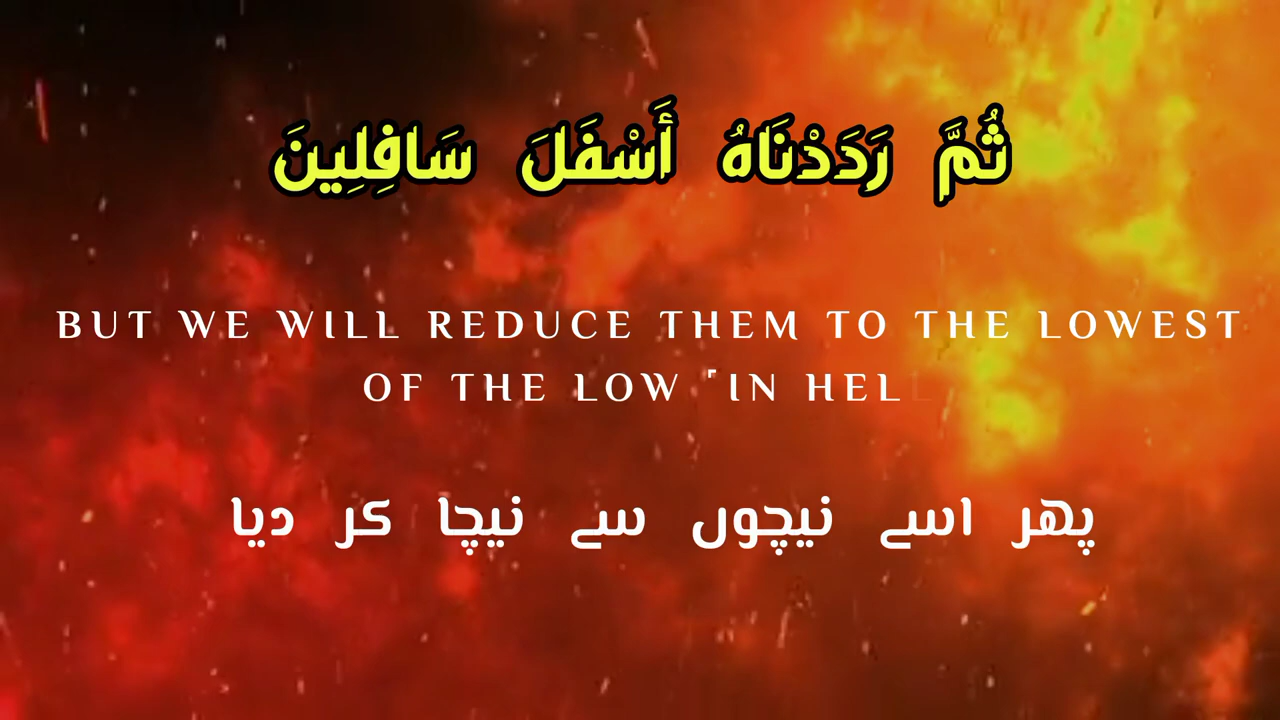 ثُمَّ رَدَدْنَاهُ أَسْفَلَ سَافِلِينَ
BUT WE WILL REDUCE THEM TO THE LOWEST
OF THE LOW ⸢IN HELL
پھر اسے نیچوں سے نیچا کر دیا